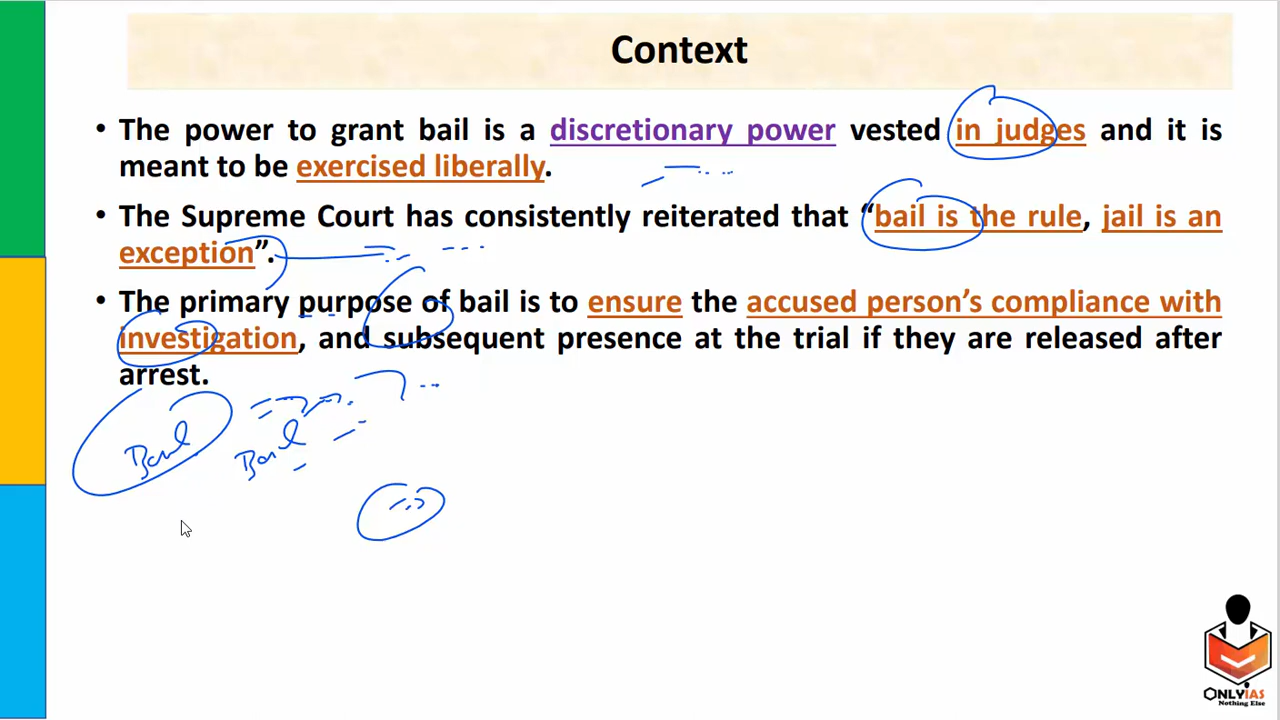 Context
• The power to grant bail is a discretionary power vested in judges and it is
meant to be exercised liberally.
• The Supreme Court has consistently reiterated that “bail is the rule, jail is an
exception”.
• The primary purpose of bail is to ensure the accused person’s compliance with
investigation, and subsequent presence at the trial if they are released after
arrest.
Bail Bail
ONLYIAS
Nothing Else